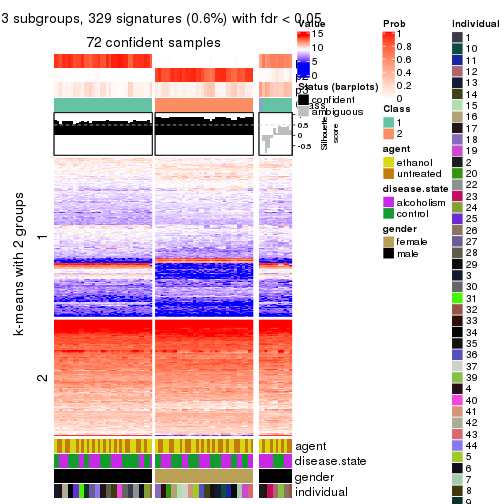 3 subgroups, 329 signatures (0.6%) with fdr < 0.05
72 confident samples
k-means with 2 groups
1
2
p3
Class
0.5
0
-0.5
Silhouette
score
agent
disease.state
gender
individual
Value
15
10
5
0
Status (barplots)
confident
ambiguous
Prob
1
0.8
0.6
0.4
0.2
0
Class
1
2
agent
ethanol
untreated
disease.state
alcoholism
control
gender
female
male
individual
1
10
11
12
13
14
15
16
17
18
19
2
20
22
23
24
25
26
27
28
29
3
30
31
32
33
34
35
36
37
39
4
40
41
42
43
44
5
6
7
8
9